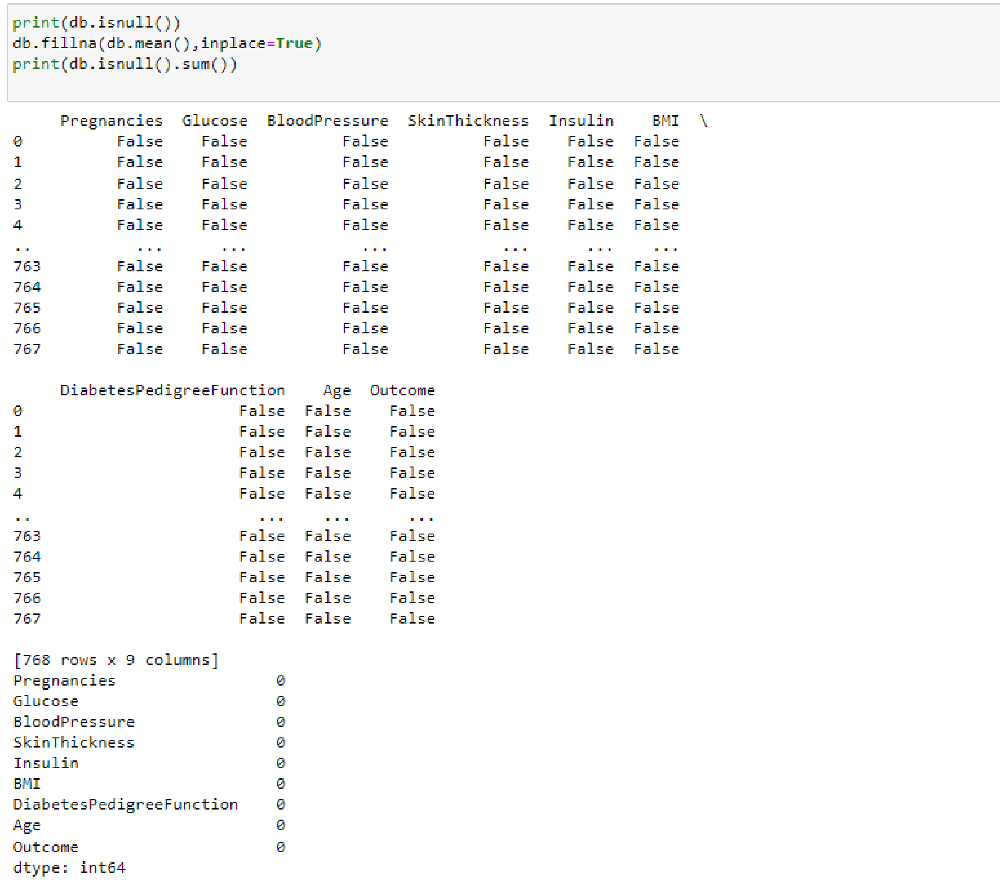 print(db.isnull())
db.fillna(db.mean(),inplace=True)
print(db.isnull().sum())
     Pregnancies  Glucose  BloodPressure  SkinThickness  Insulin    BMI  \
0          False    False          False          False    False  False
1          False    False          False          False    False  False
2          False    False          False          False    False  False
3          False    False          False          False    False  False
4          False    False          False          False    False  False
..           ...      ...            ...            ...      ...    ...
763        False    False          False          False    False  False
764        False    False          False          False    False  False
765        False    False          False          False    False  False
766        False    False          False          False    False  False
767        False    False          False          False    False  False
     DiabetesPedigreeFunction    Age  Outcome
0                       False  False    False
1                       False  False    False
2                       False  False    False
3                       False  False    False
4                       False  False    False
..                        ...    ...      ...
763                     False  False    False
764                     False  False    False
765                     False  False    False
766                     False  False    False
767                     False  False    False
[768 rows x 9 columns]
Pregnancies                 0
Glucose                     0
BloodPressure               0
SkinThickness               0
Insulin                     0
BMI                         0
DiabetesPedigreeFunction    0
Age                         0
Outcome                     0
dtype: int64